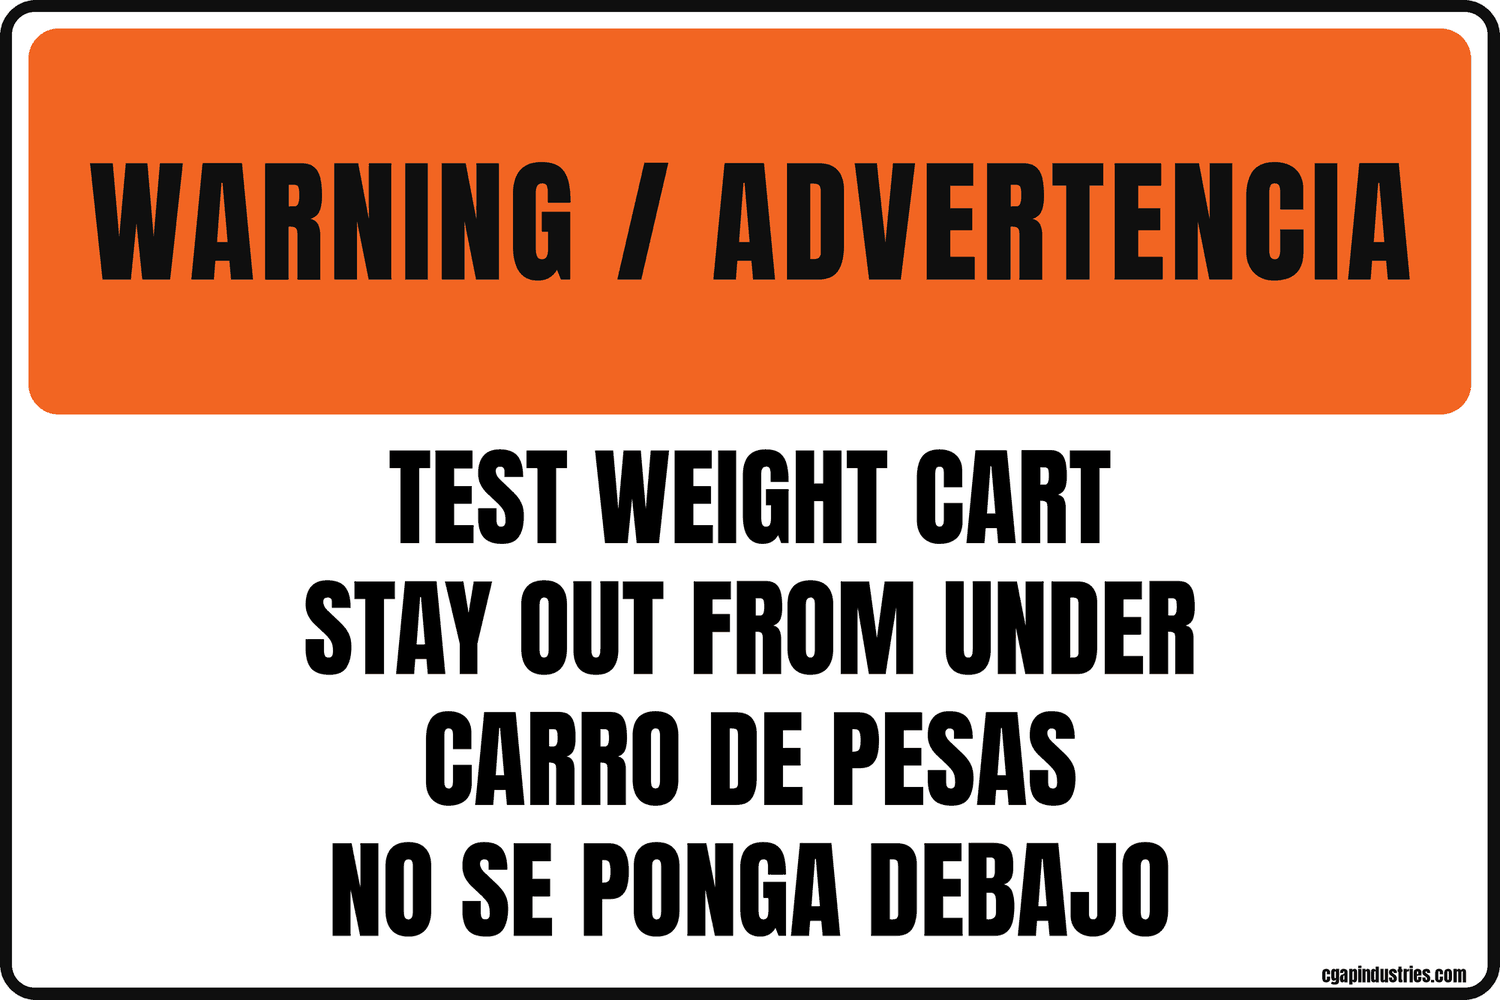 WARNING / ADVERTENCIA
TEST WEIGHT CART
STAY OUT FROM UNDER
CARRO DE PESAS
NO SE PONGA DEBAJO
cgapindustries.com